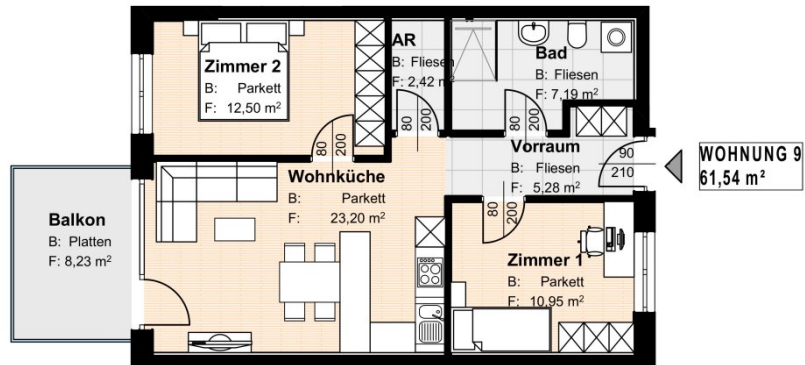 Zimmer 2
B: Parkett
F: 12,50 m²
AR
B: Fliesen
F: 2,42 m²
Bad
B: Fliesen
F: 7,19 m²
80
200
80
200
80
200
Vorraum
B: Fliesen
F: 5,28 m²
90
210
WOHNUNG 9
61,54 m²
Wohnküche
B: Parkett
F: 23,20 m²
80
200
Balkon
B: Platten
F: 8,23 m²
Zimmer 1
B: Parkett
F: 10,95 m²